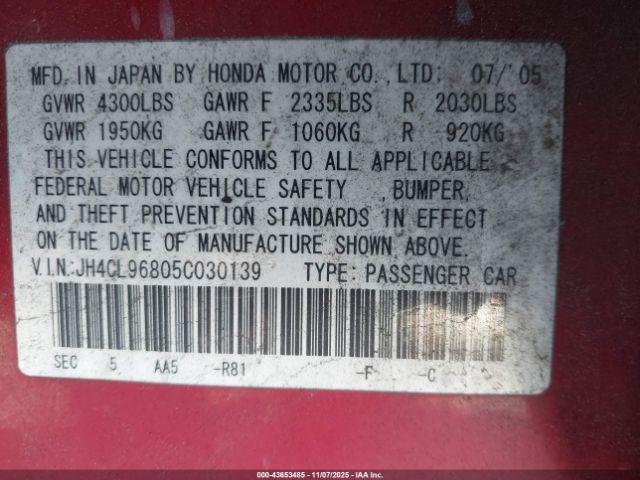 MFD. IN JAPAN BY HONDA MOTOR CO., LTD: 07/'05
GVWR 4300LBS GAWR F 2335LBS R 2030LBS
GVWR 1950KG GAWR F 1060KG R 920KG
THIS VEHICLE CONFORMS TO ALL APPLICABLE
FEDERAL MOTOR VEHICLE SAFETY , BUMPER,
AND THEFT PREVENTION STANDARDS IN EFFECT
ON THE DATE OF MANUFACTURE SHOWN ABOVE.
V.I.N:JH4CL96805C030139 TYPE: PASSENGER CAR
SEC 5 AA5 -R81 -F -C
000-43653485 - 11/07/2025 - IAA Inc.